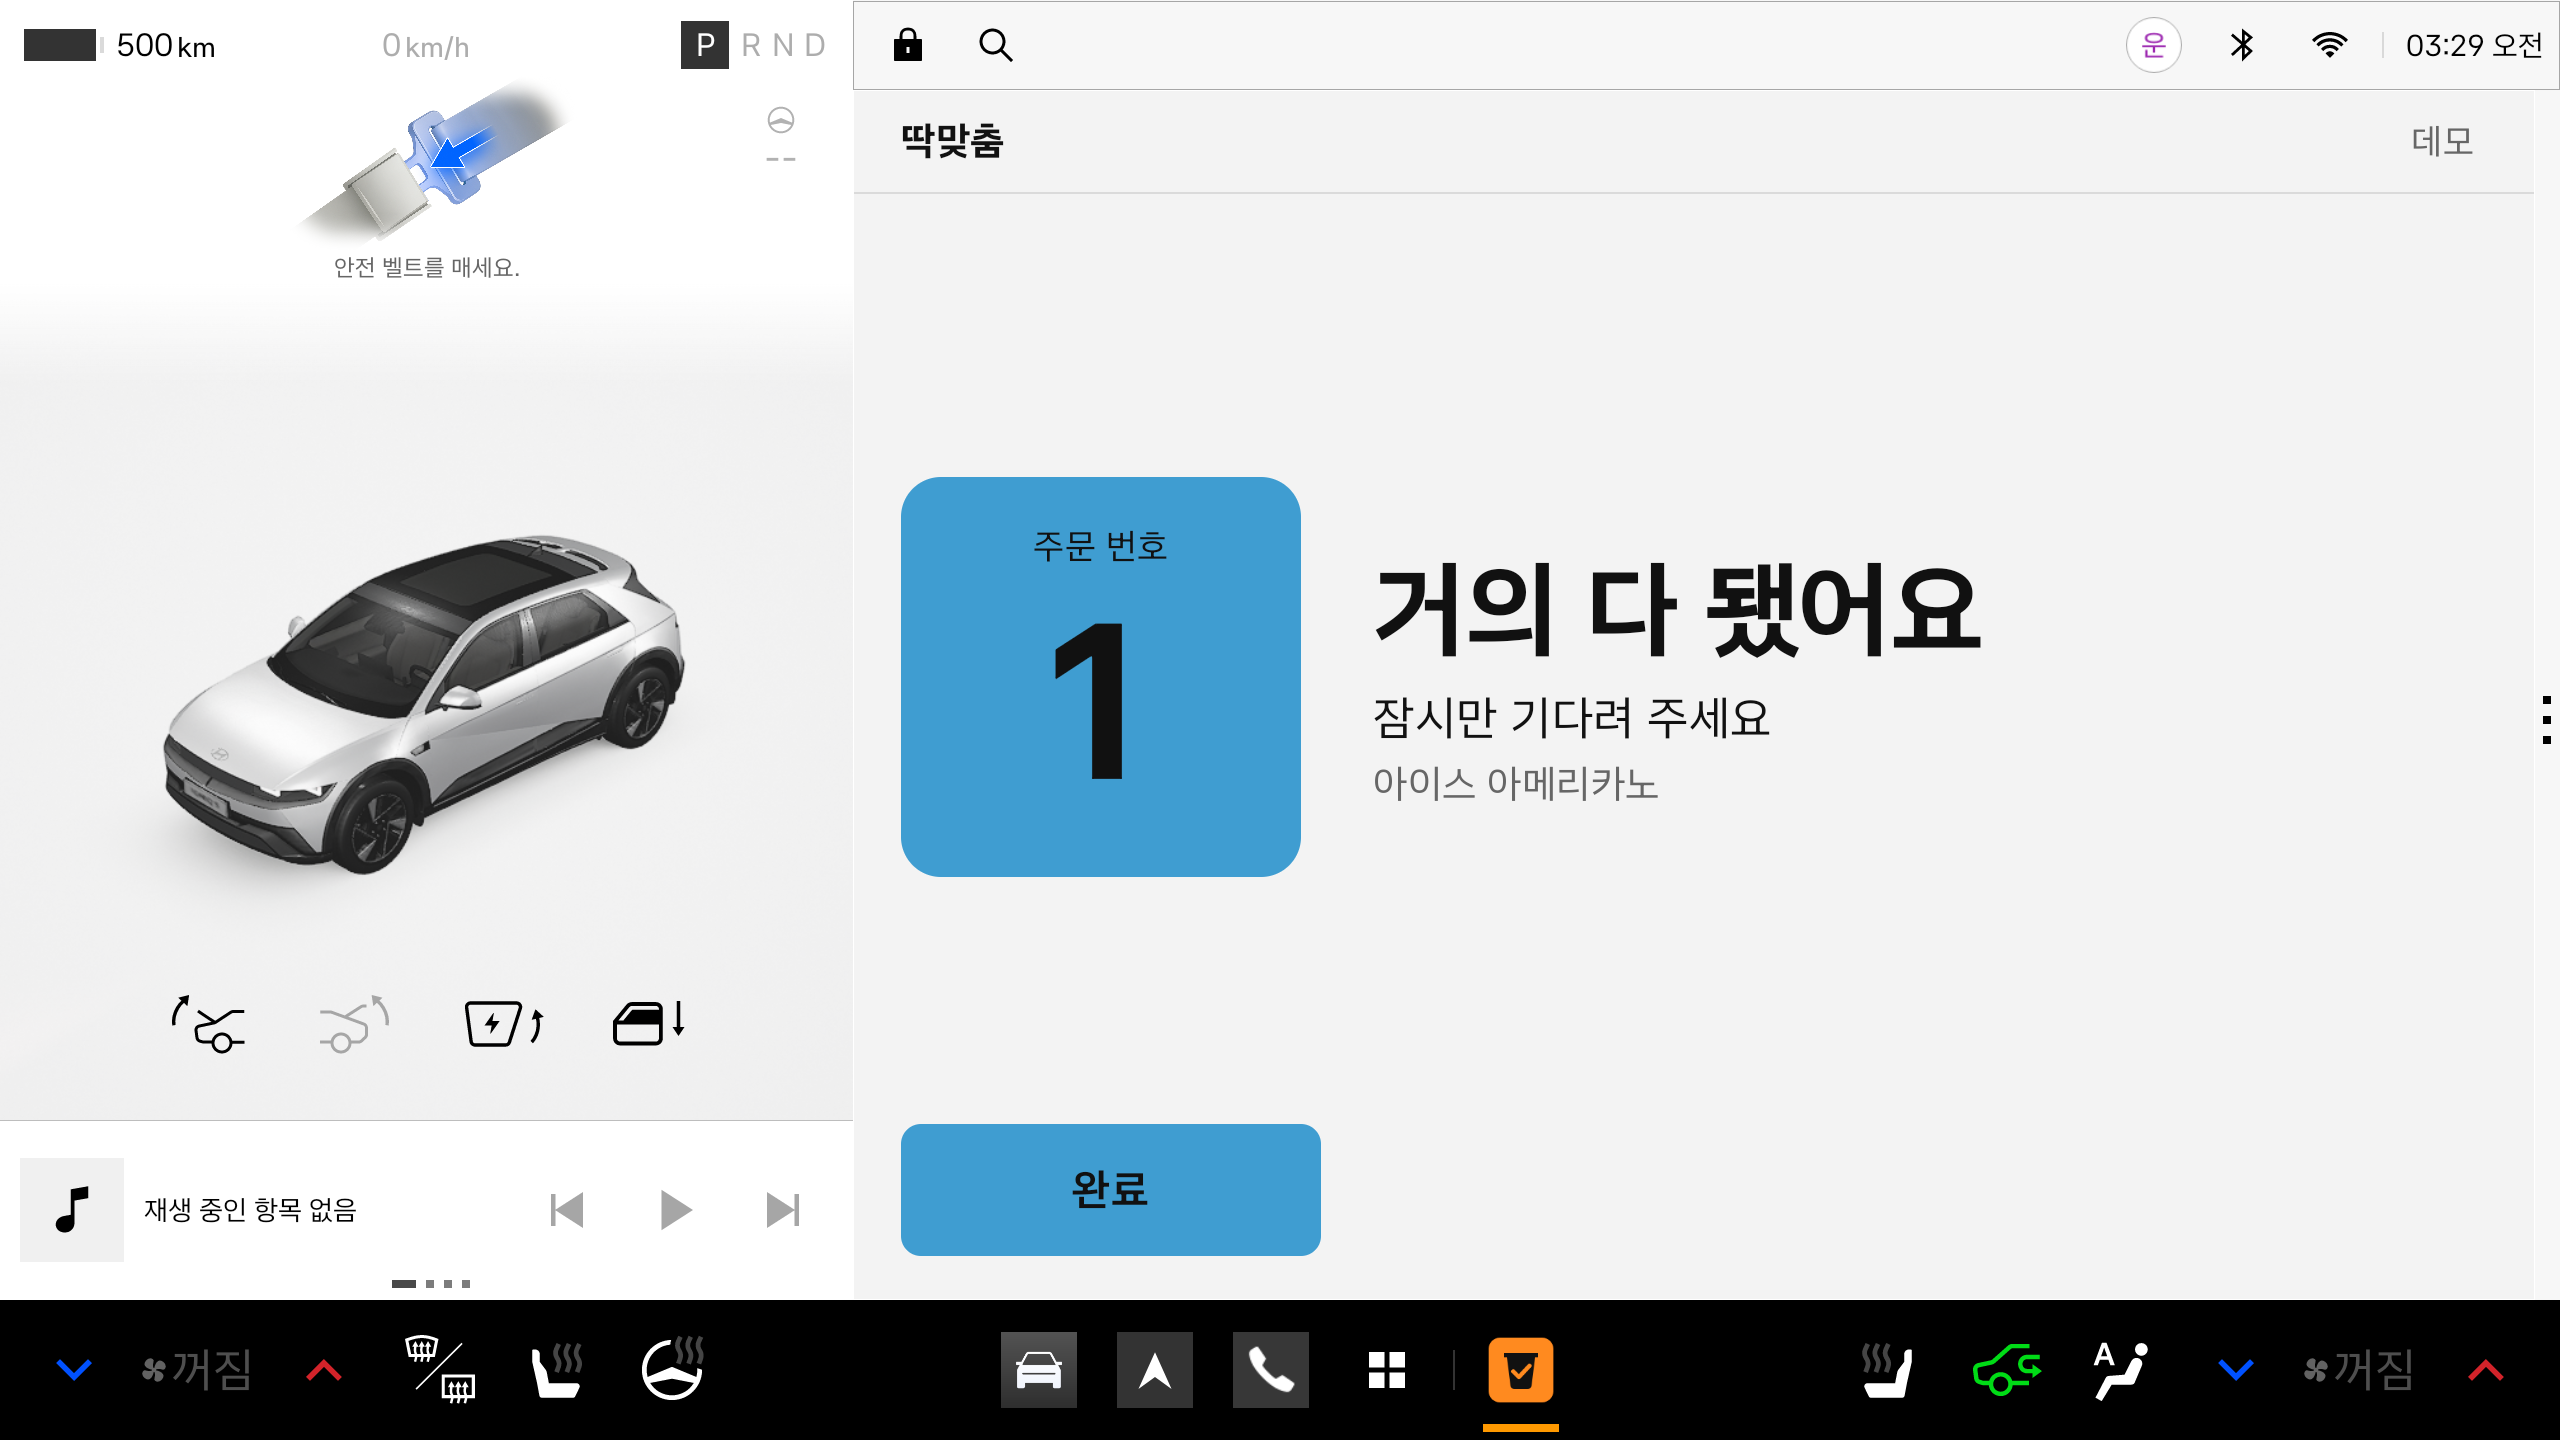 500 km
0 km/h
P R N D
운
03:29 오전
안전 벨트를 매세요.
--
딱맞춤
데모
주문 번호
1
거의 다 됐어요
잠시만 기다려 주세요
아이스 아메리카노
완료
재생 중인 항목 없음
꺼짐
A
꺼짐